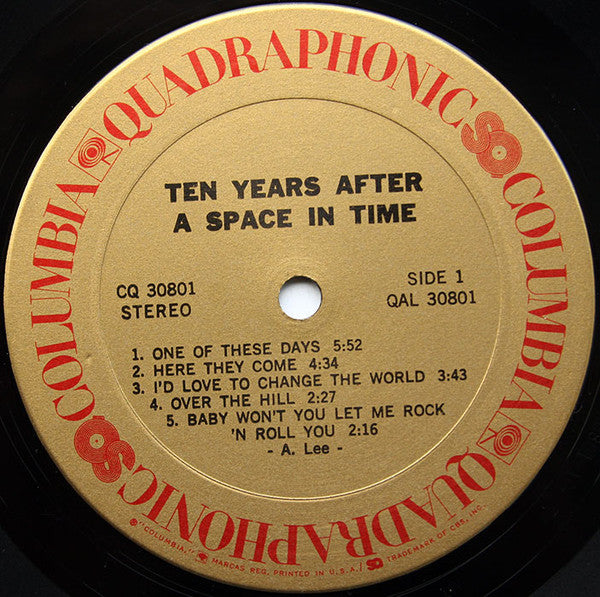 COLUMBIA QUADRAPHONIC SQ COLUMBIA QUADRAPHONIC SQ
TEN YEARS AFTER
A SPACE IN TIME
CQ 30801
STEREO
SIDE 1
QAL 30801
1. ONE OF THESE DAYS 5:52
2. HERE THEY COME 4:34
3. I'D LOVE TO CHANGE THE WORLD 3:43
4. OVER THE HILL 2:27
5. BABY WON'T YOU LET ME ROCK
'N ROLL YOU 2:16
- A. Lee -
® "COLUMBIA," MARCAS REG. PRINTED IN U.S.A./ SQ TRADEMARK OF CBS, INC.